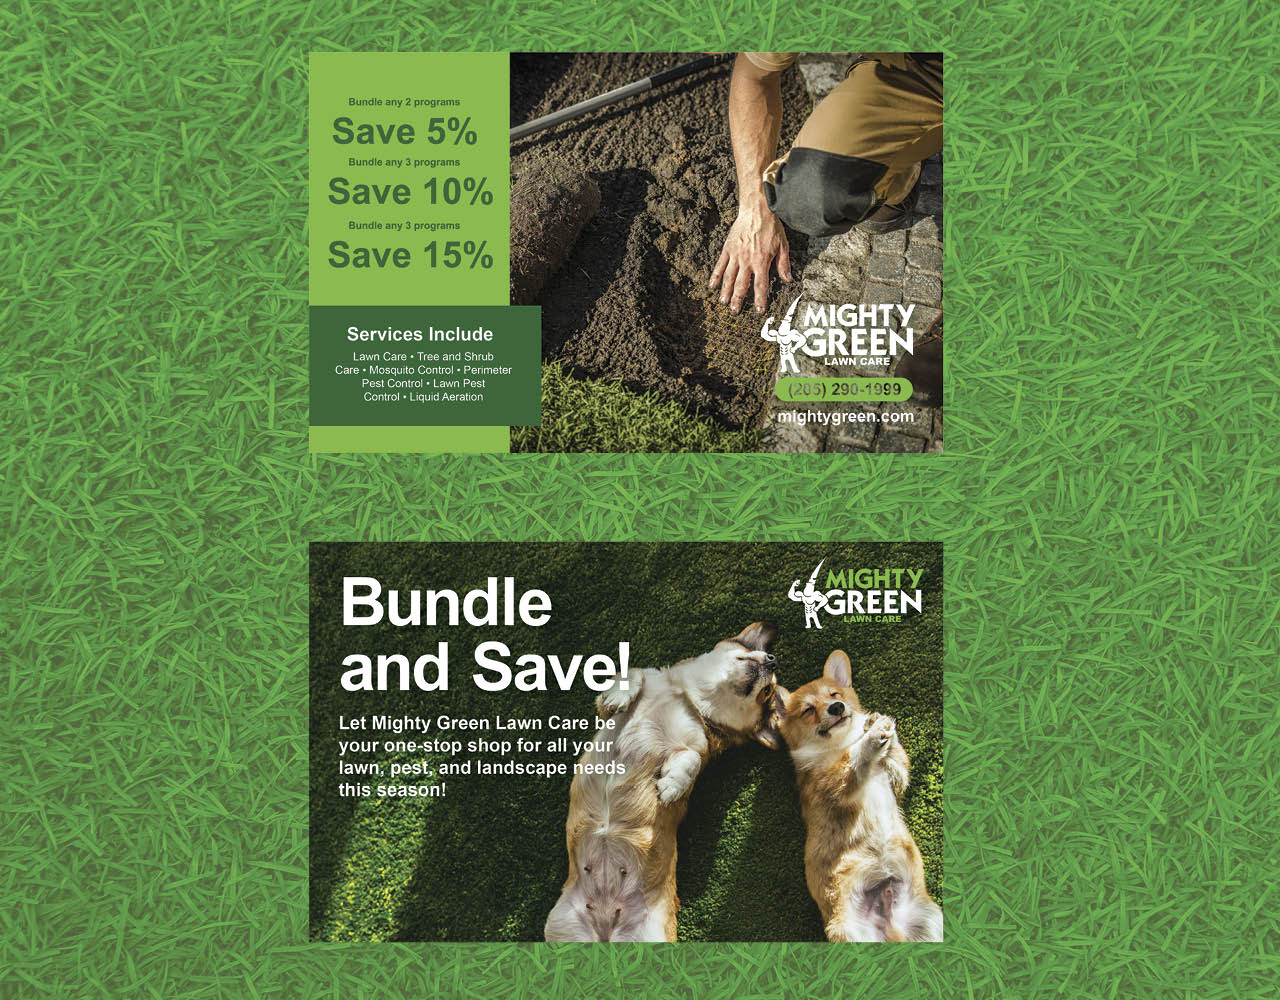 Bundle any 2 programs
Save 5%
Bundle any 3 programs
Save 10%
Bundle any 3 programs
Save 15%
Services Include
Lawn Care • Tree and Shrub
Care • Mosquito Control • Perimeter
Pest Control • Lawn Pest
Control • Liquid Aeration
MIGHTY
GREEN
LAWN CARE
(205) 290-1999
mightygreen.com
Bundle
and Save!
Let Mighty Green Lawn Care be
your one-stop shop for all your
lawn, pest, and landscape needs
this season!
MIGHTY
GREEN
LAWN CARE